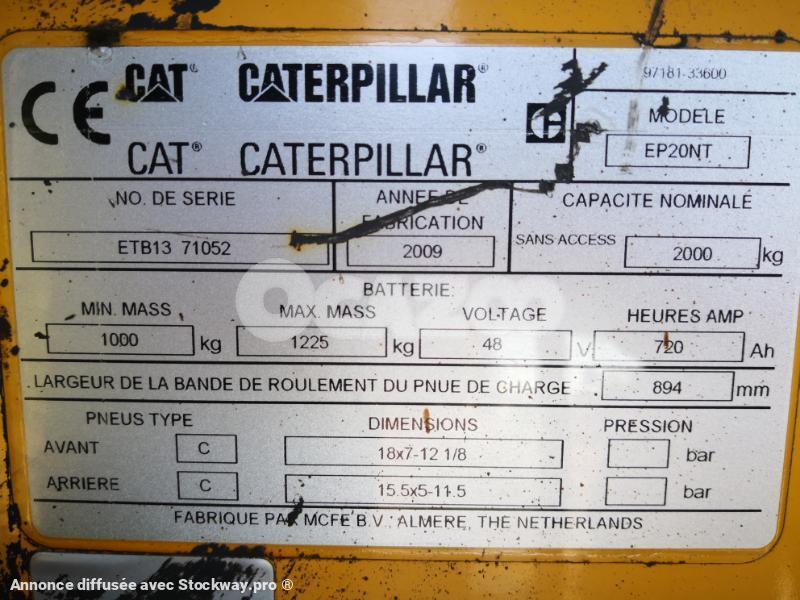 CE CAT® CATERPILLAR® 97181-33600
MODELE
CAT® CATERPILLAR® EP20NT
NO. DE SERIE ANNEE DE FABRICATION CAPACITE NOMINALE
ETB13 71052 2009 SANS ACCESS 2000 kg
BATTERIE:
MIN. MASS MAX. MASS VOLTAGE HEURES AMP
1000 kg 1225 kg 48 V 720 Ah
LARGEUR DE LA BANDE DE ROULEMENT DU PNUE DE CHARGE 894 mm
PNEUS TYPE DIMENSIONS PRESSION
AVANT C 18x7-12 1/8 bar
ARRIERE C 15.5x5-11.5 bar
FABRIQUE PAR MCFE B.V. ALMERE, THE NETHERLANDS
Annonce diffusée avec Stockway.pro ®